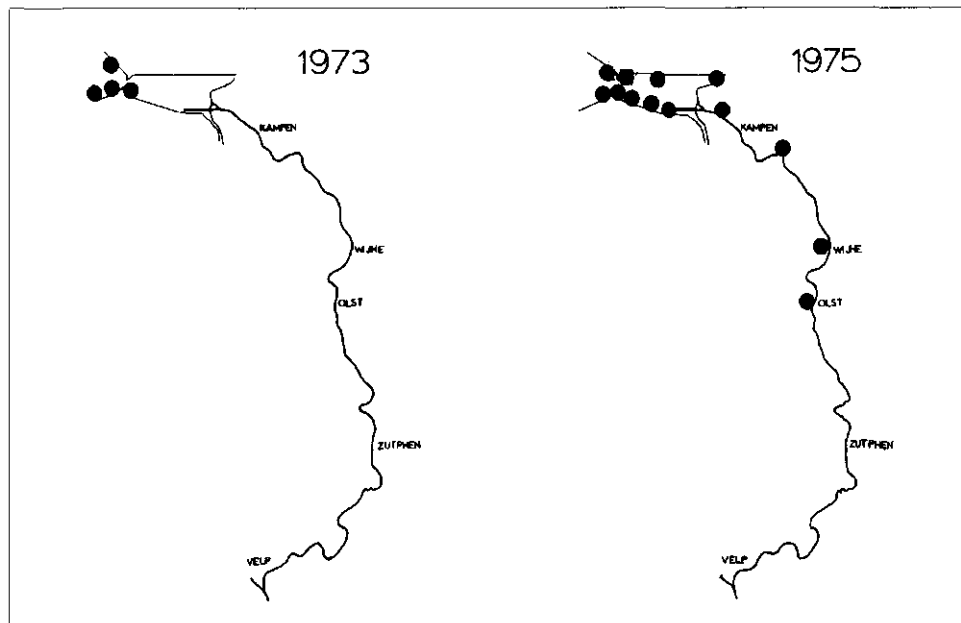 1973
KAMPEN
WIJHE
OLST
ZUTPHEN
VELP
1975
KAMPEN
WIJHE
OLST
ZUTPHEN
VELP